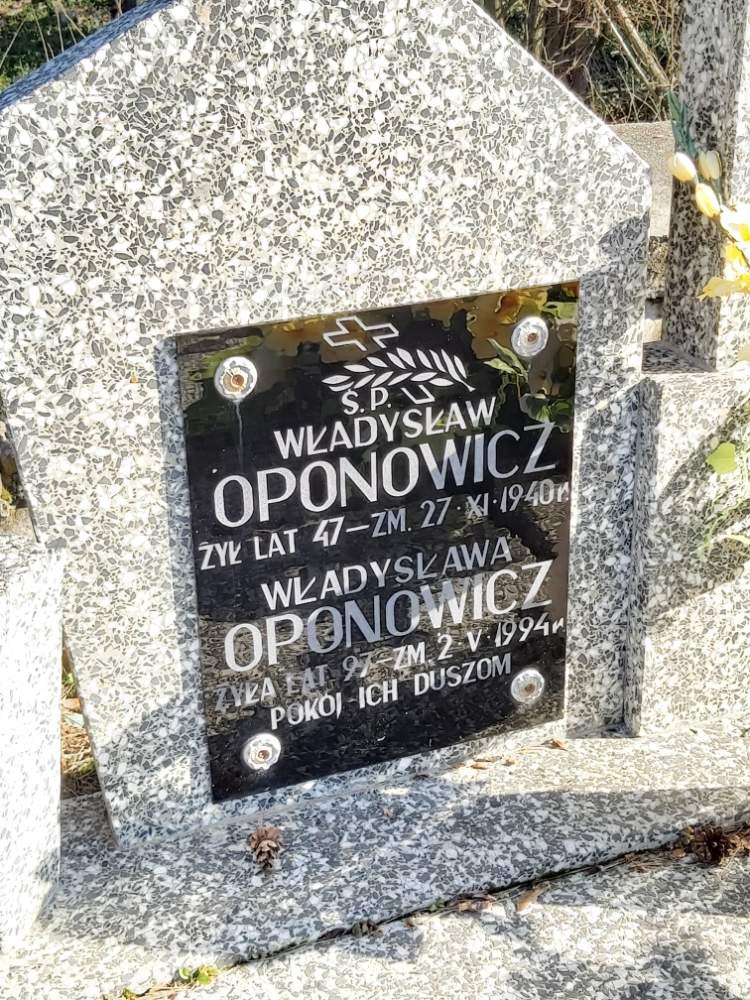 Ś.P.
WŁADYSŁAW
OPONOWICZ
ŻYŁ LAT 47 – ZM. 27·XI·1940r.
WŁADYSŁAWA
OPONOWICZ
ŻYŁA LAT 97 – ZM. 2·V·1994r.
POKÓJ ICH DUSZOM